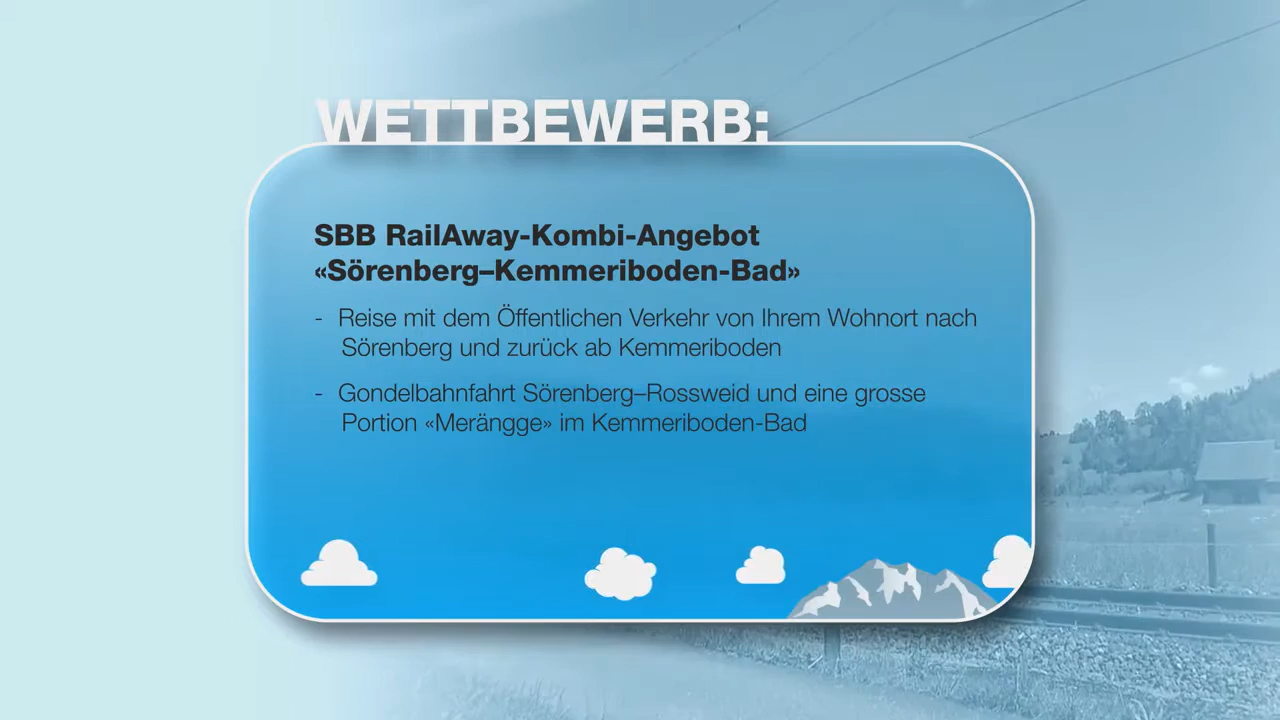 WETTBEWERB:
SBB RailAway-Kombi-Angebot
«Sörenberg–Kemmeriboden-Bad»
- Reise mit dem Öffentlichen Verkehr von Ihrem Wohnort nach
Sörenberg und zurück ab Kemmeriboden
- Gondelbahnfahrt Sörenberg–Rossweid und eine grosse
Portion «Merängge» im Kemmeriboden-Bad